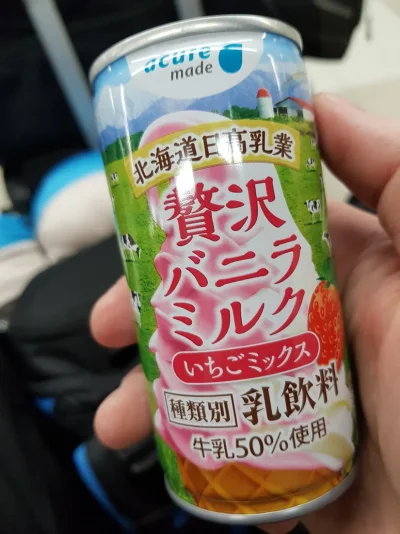 acure
made
北海道日高乳業
贅沢
バニラ
ミルク
いちごミックス
種類別 乳飲料
牛乳50%使用